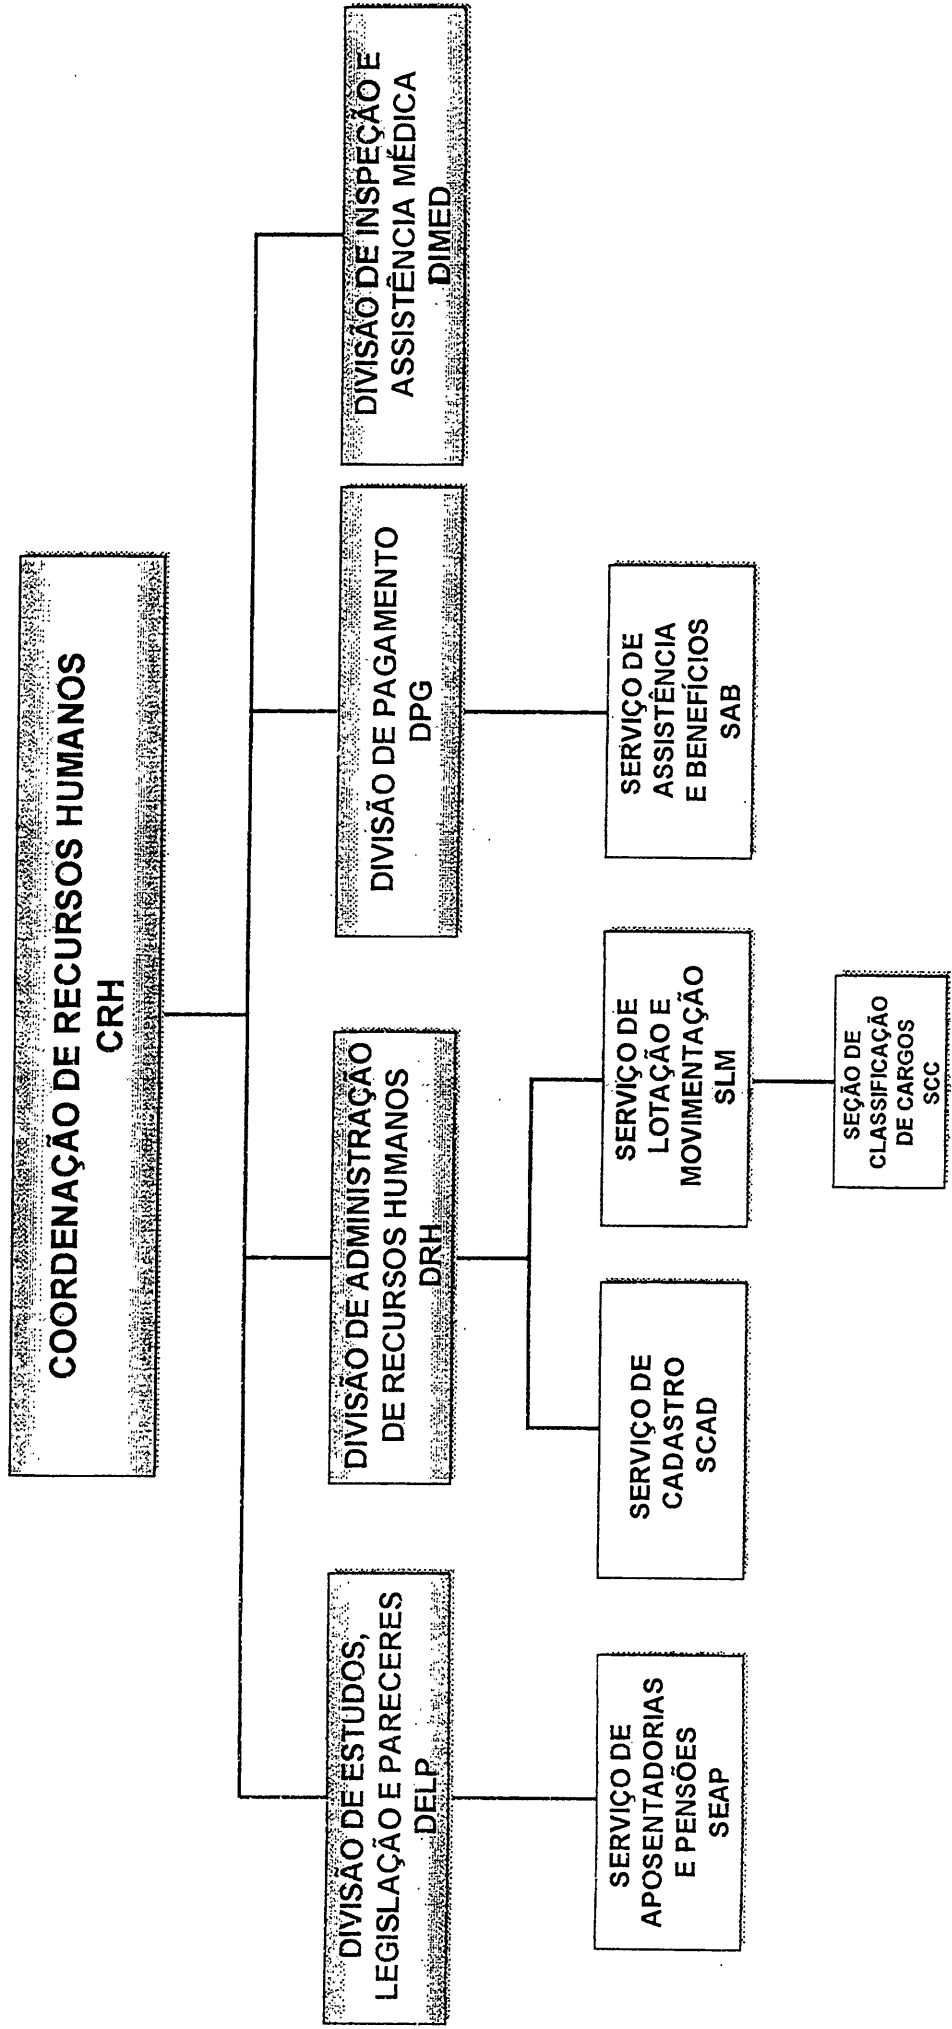 COORDENAÇÃO DE RECURSOS HUMANOS
CRH
DIVISÃO DE ESTUDOS,
LEGISLAÇÃO E PARECERES
DELP
DIVISÃO DE ADMINISTRAÇÃO
DE RECURSOS HUMANOS
DRH
DIVISÃO DE PAGAMENTO
DPG
DIVISÃO DE INSPEÇÃO E
ASSISTÊNCIA MÉDICA
DIMED
SERVIÇO DE
APOSENTADORIAS
E PENSÕES
SEAP
SERVIÇO DE
CADASTRO
SCAD
SERVIÇO DE
LOTAÇÃO E
MOVIMENTAÇÃO
SLM
SERVIÇO DE
ASSISTÊNCIA
E BENEFÍCIOS
SAB
SEÇÃO DE
CLASSIFICAÇÃO
DE CARGOS
SCC